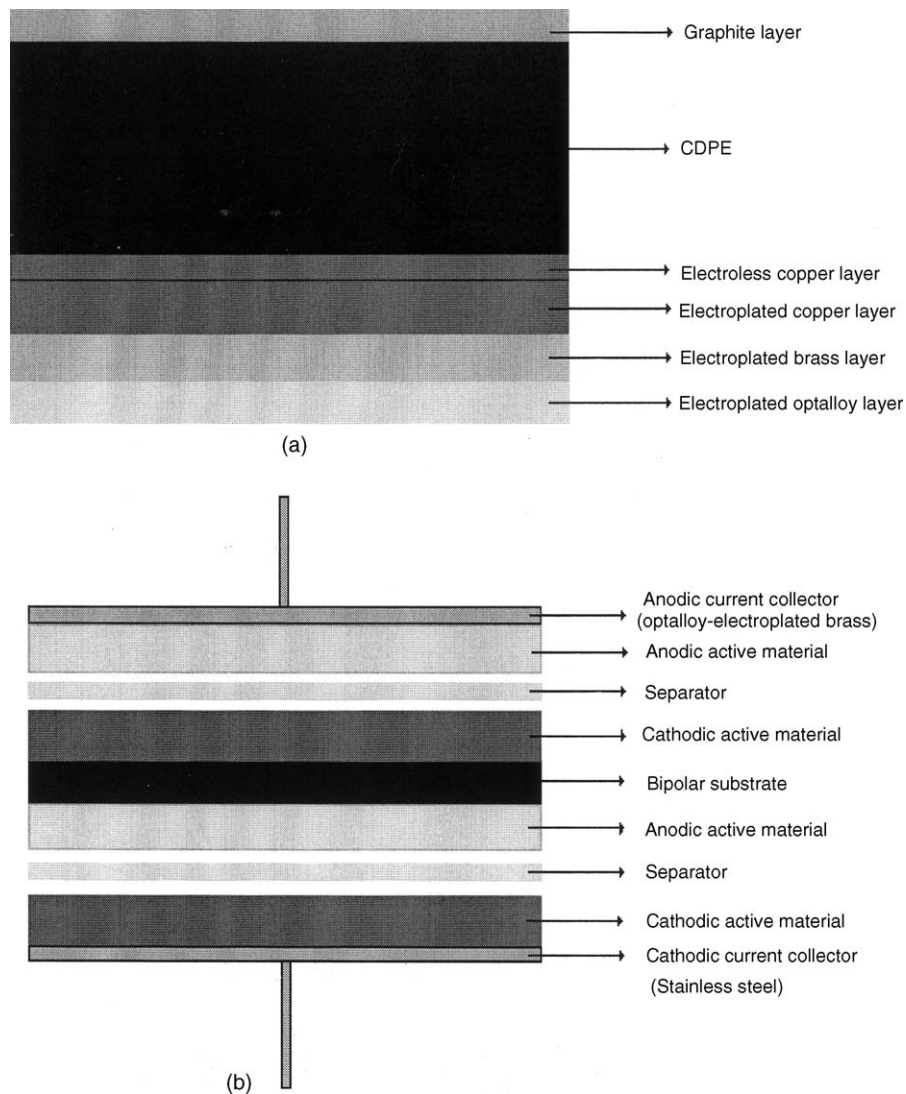 Graphite layer
CDPE
Electroless copper layer
Electroplated copper layer
Electroplated brass layer
Electroplated optalloy layer
(a)
Anodic current collector
(optalloy-electroplated brass)
Anodic active material
Separator
Cathodic active material
Bipolar substrate
Anodic active material
Separator
Cathodic active material
Cathodic current collector
(Stainless steel)
(b)